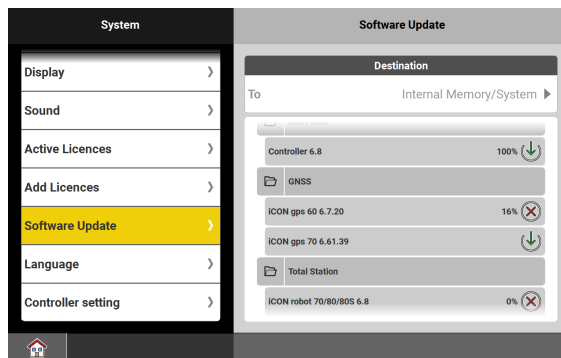 System
Software Update
Display
Sound
Active Licences
Add Licences
Software Update
Language
Controller setting
Destination
To Internal Memory/System
Controller 6.8 100%
GNSS
iCON gps 60 6.7.20 16%
iCON gps 70 6.61.39
Total Station
iCON robot 70/80/80S 6.8 0%